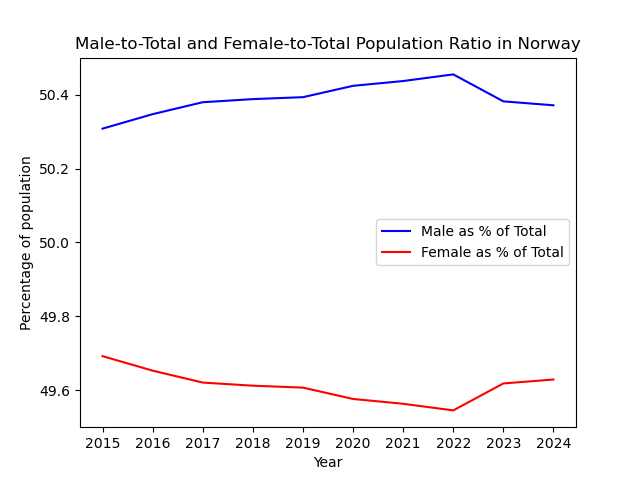 Male-to-Total and Female-to-Total Population Ratio in Norway
Percentage of population
50.4
50.2
50.0
49.8
49.6
Male as % of Total
Female as % of Total
2015 2016 2017 2018 2019 2020 2021 2022 2023 2024
Year